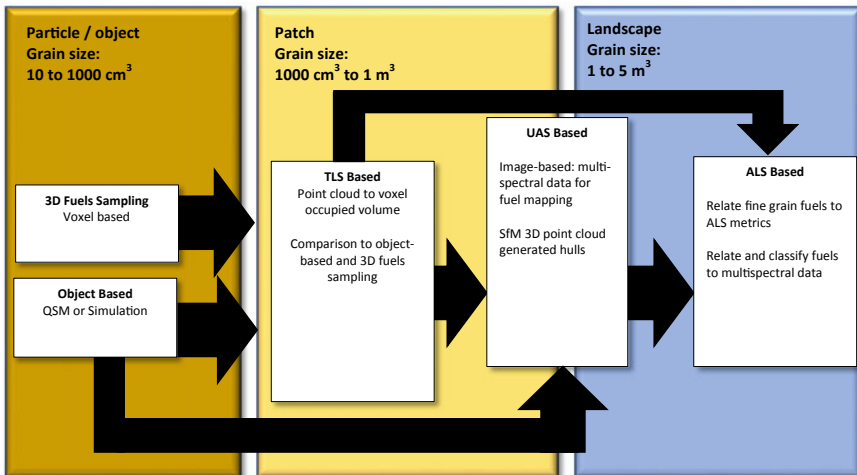 Particle / object
Grain size:
10 to 1000 cm³
Patch
Grain size:
1000 cm³ to 1 m³
Landscape
Grain size:
1 to 5 m³
3D Fuels Sampling
Voxel based
Object Based
QSM or Simulation
TLS Based
Point cloud to voxel
occupied volume
Comparison to object-
based and 3D fuels
sampling
UAS Based
Image-based: multi-
spectral data for
fuel mapping
SfM 3D point cloud
generated hulls
ALS Based
Relate fine grain fuels to
ALS metrics
Relate and classify fuels
to multispectral data